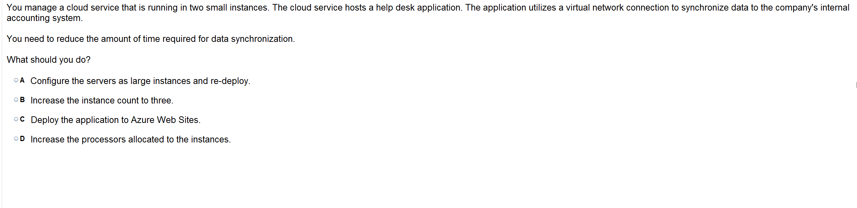 You manage a cloud service that is running in two small instances. The cloud service hosts a help desk application. The application utilizes a virtual network connection to synchronize data to the company's internal
accounting system.
You need to reduce the amount of time required for data synchronization.
What should you do?
A Configure the servers as large instances and re-deploy.
B Increase the instance count to three.
C Deploy the application to Azure Web Sites.
D Increase the processors allocated to the instances.